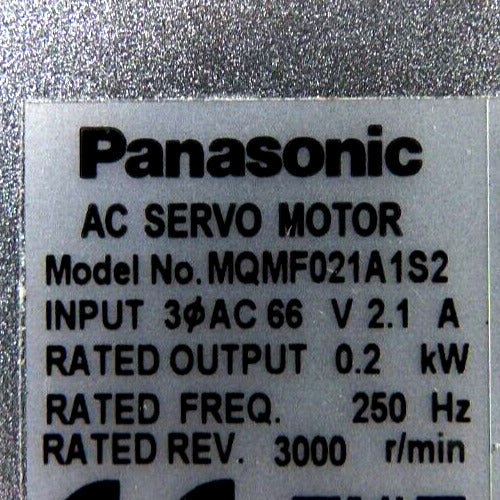 Panasonic
AC SERVO MOTOR
Model No. MQMF021A1S2
INPUT 3ϕAC 66 V 2.1 A
RATED OUTPUT 0.2 kW
RATED FREQ. 250 Hz
RATED REV. 3000 r/min